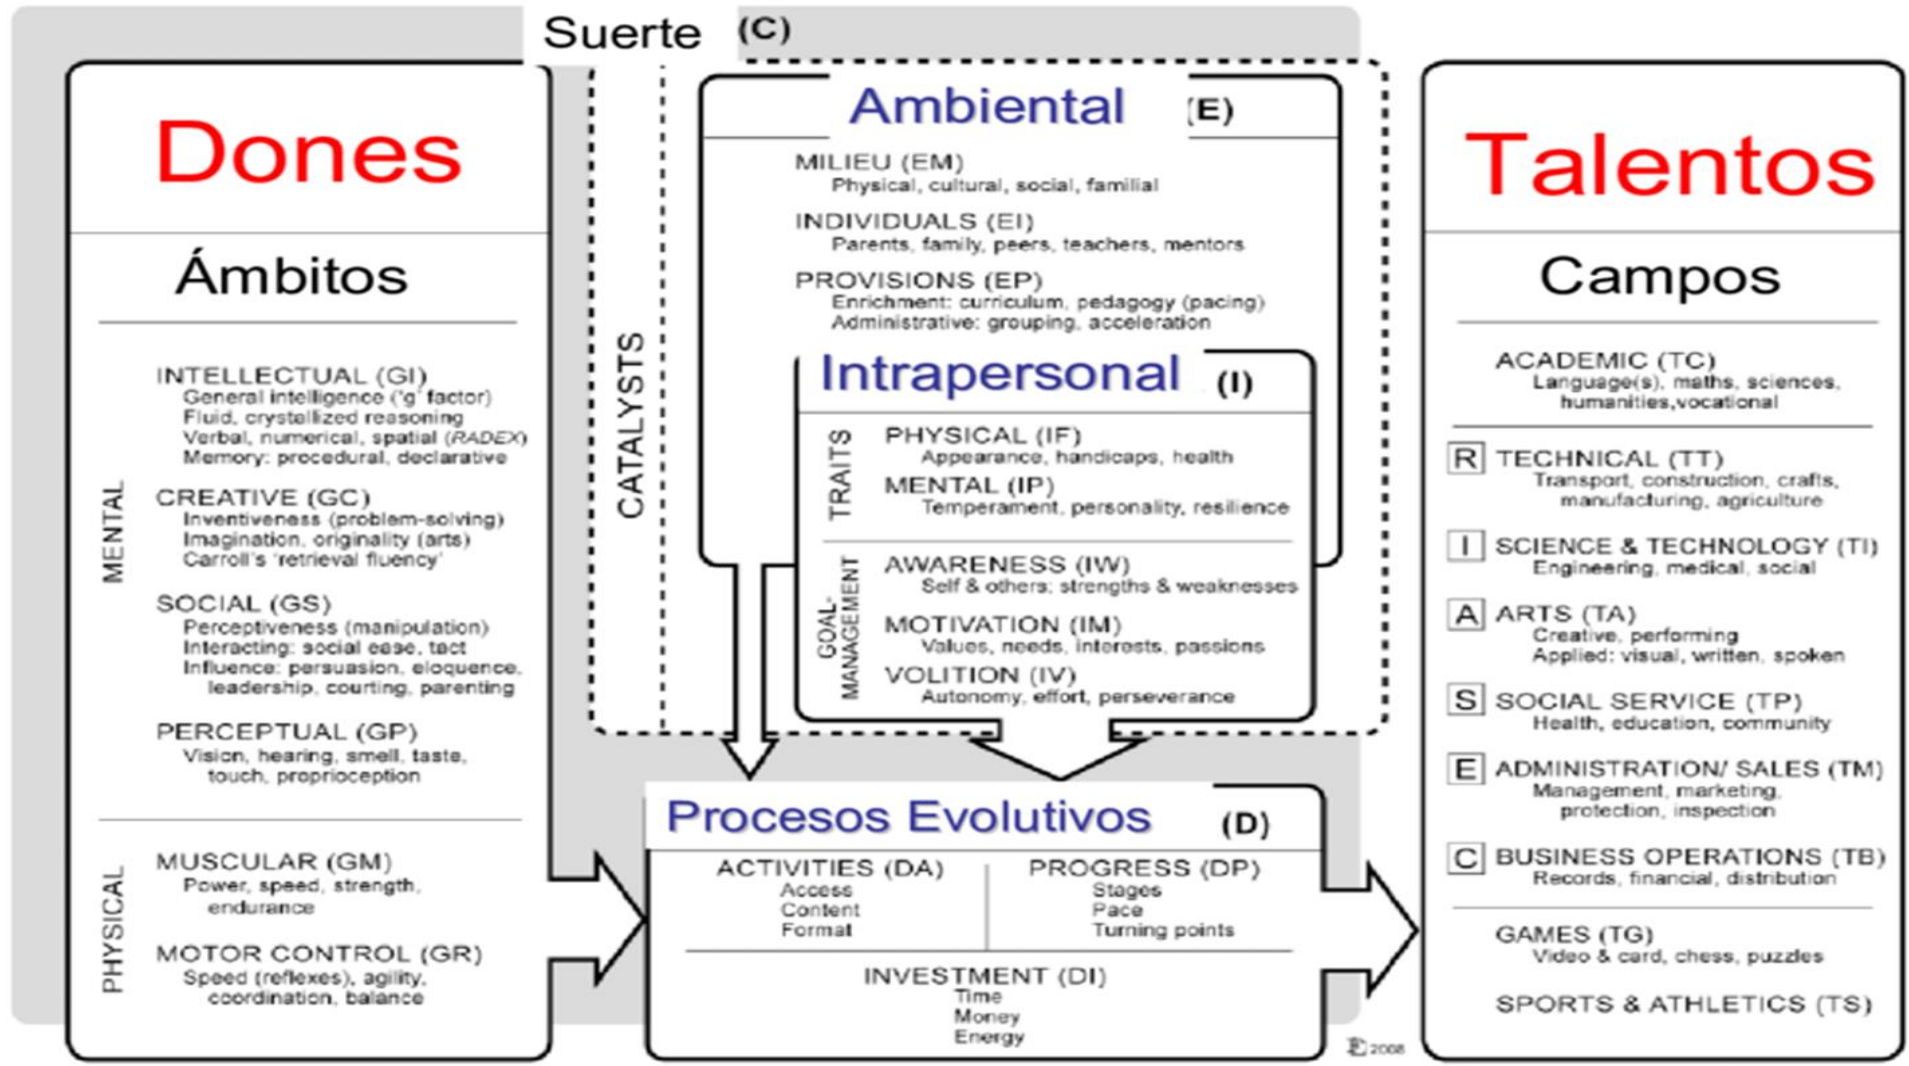 Suerte (C)
Dones
Ámbitos
MENTAL
INTELLECTUAL (GI)
General intelligence ('g' factor)
Fluid, crystallized reasoning
Verbal, numerical, spatial (RADEX)
Memory: procedural, declarative
CREATIVE (GC)
Inventiveness (problem-solving)
Imagination, originality (arts)
Carroll's 'retrieval fluency'
SOCIAL (GS)
Perceptiveness (manipulation)
Interacting: social ease, tact
Influence: persuasion, eloquence,
leadership, courting, parenting
PERCEPTUAL (GP)
Vision, hearing, smell, taste,
touch, proprioception
PHYSICAL
MUSCULAR (GM)
Power, speed, strength,
endurance
MOTOR CONTROL (GR)
Speed (reflexes), agility,
coordination, balance
CATALYSTS
Ambiental (E)
MILIEU (EM)
Physical, cultural, social, familial
INDIVIDUALS (EI)
Parents, family, peers, teachers, mentors
PROVISIONS (EP)
Enrichment: curriculum, pedagogy (pacing)
Administrative: grouping, acceleration
Intrapersonal (I)
TRAITS
PHYSICAL (IF)
Appearance, handicaps, health
MENTAL (IP)
Temperament, personality, resilience
GOAL-
MANAGEMENT
AWARENESS (IW)
Self & others; strengths & weaknesses
MOTIVATION (IM)
Values, needs, interests, passions
VOLITION (IV)
Autonomy, effort, perseverance
Procesos Evolutivos (D)
ACTIVITIES (DA)
Access
Content
Format
PROGRESS (DP)
Stages
Pace
Turning points
INVESTMENT (DI)
Time
Money
Energy
2008
Talentos
Campos
ACADEMIC (TC)
Language(s), maths, sciences,
humanities,vocational
R TECHNICAL (TT)
Transport, construction, crafts,
manufacturing, agriculture
I SCIENCE & TECHNOLOGY (TI)
Engineering, medical, social
A ARTS (TA)
Creative, performing
Applied: visual, written, spoken
S SOCIAL SERVICE (TP)
Health, education, community
E ADMINISTRATION/ SALES (TM)
Management, marketing,
protection, inspection
C BUSINESS OPERATIONS (TB)
Records, financial, distribution
GAMES (TG)
Video & card, chess, puzzles
SPORTS & ATHLETICS (TS)